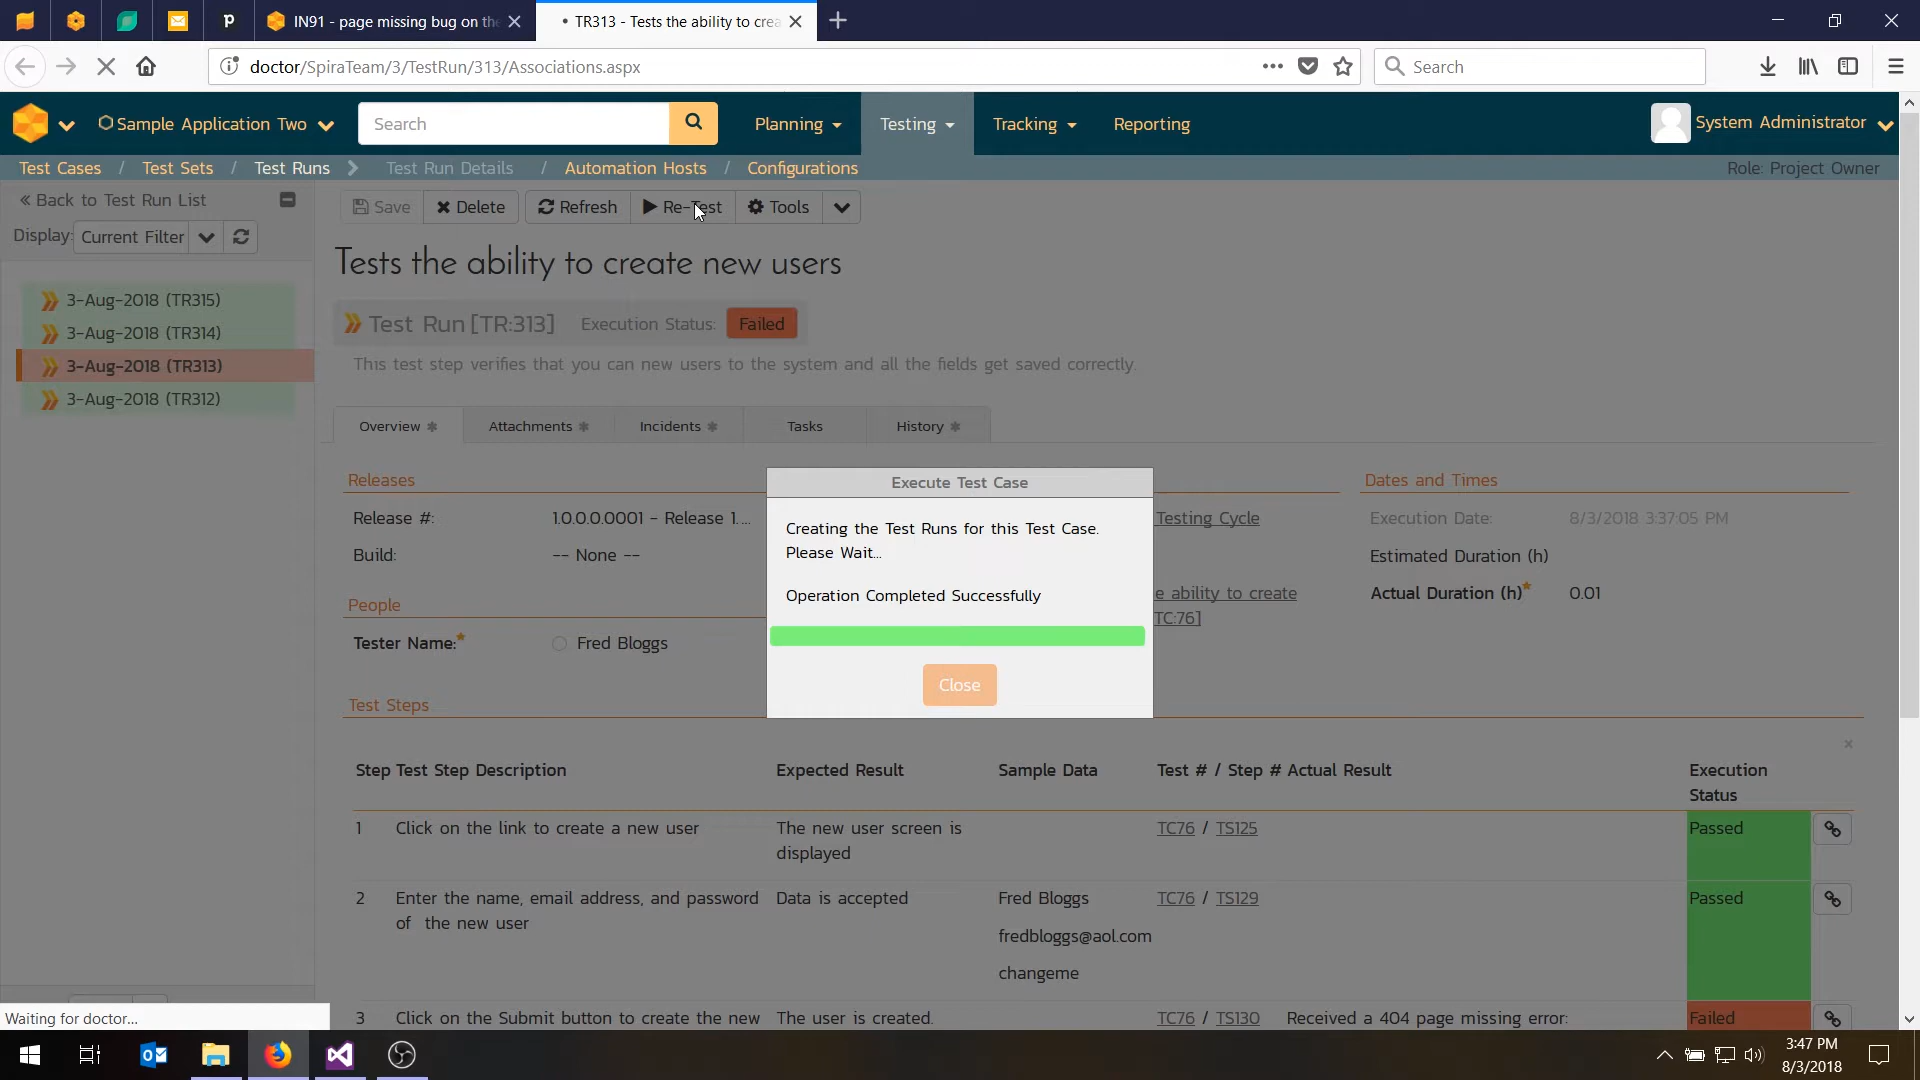 IN91 - page missing bug on the
TR313 - Tests the ability to crea
doctor/SpiraTeam/3/TestRun/313/Associations.aspx
Search
Sample Application Two
Search
Planning
Testing
Tracking
Reporting
System Administrator
Test Cases / Test Sets / Test Runs
Test Run Details / Automation Hosts / Configurations
Role: Project Owner
« Back to Test Run List
Display: Current Filter
3-Aug-2018 (TR315)
3-Aug-2018 (TR314)
3-Aug-2018 (TR313)
3-Aug-2018 (TR312)
Save
Delete
Refresh
Re-Test
Tools
Tests the ability to create new users
Test Run [TR:313]
Execution Status: Failed
This test step verifies that you can new users to the system and all the fields get saved correctly.
Overview
Attachments
Incidents
Tasks
History
Releases
Release #: 1.0.0.0.0001 - Release 1....
Build: -- None --
People
Tester Name: Fred Bloggs
Testing Cycle
e ability to create
TC:76]
Dates and Times
Execution Date: 8/3/2018 3:37:05 PM
Estimated Duration (h)
Actual Duration (h) 0.01
Execute Test Case
Creating the Test Runs for this Test Case.
Please Wait...
Operation Completed Successfully
Close
Test Steps
Step Test Step Description Expected Result Sample Data Test # / Step # Actual Result Execution
Status
1 Click on the link to create a new user The new user screen is TC76 / TS125 Passed
displayed
2 Enter the name, email address, and password Data is accepted Fred Bloggs TC76 / TS129 Passed
of the new user
fredbloggs@aol.com
changeme
3 Click on the Submit button to create the new The user is created. TC76 / TS130 Received a 404 page missing error: Failed
Waiting for doctor...
3:47 PM
8/3/2018